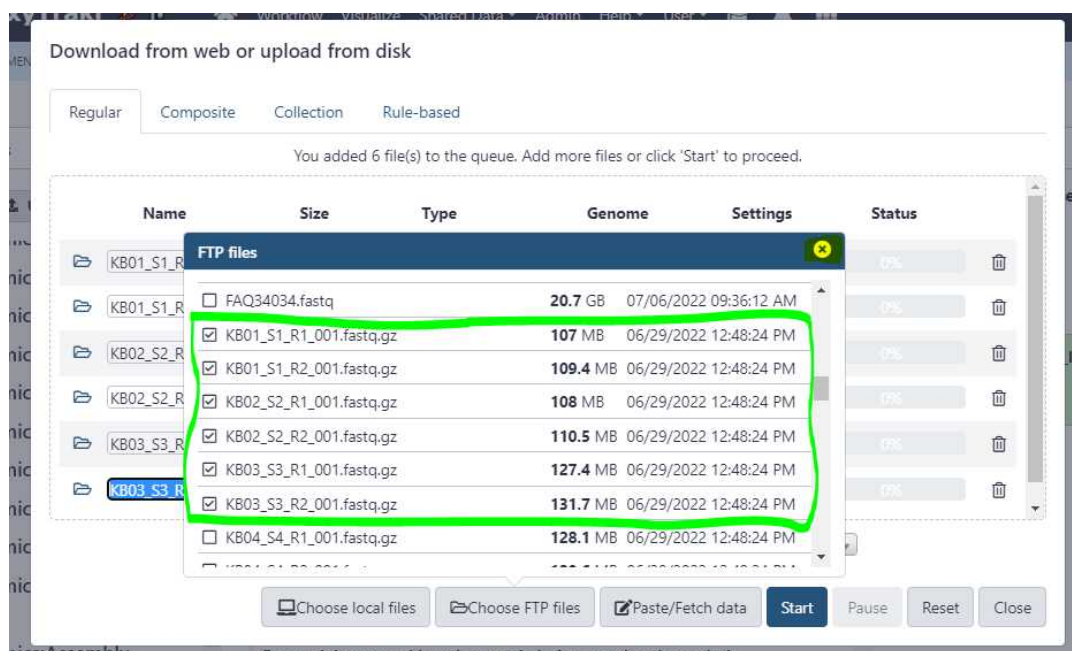 Workflow Visualize Shared Data Admin Help User
Download from web or upload from disk
Regular Composite Collection Rule-based
You added 6 file(s) to the queue. Add more files or click 'Start' to proceed.
Name Size Type Genome Settings Status
FTP files
KB01_S1_R 0%
FAQ34034.fastq 20.7 GB 07/06/2022 09:36:12 AM
KB01_S1_R 0%
KB01_S1_R1_001.fastq.gz 107 MB 06/29/2022 12:48:24 PM
KB01_S1_R2_001.fastq.gz 109.4 MB 06/29/2022 12:48:24 PM
KB02_S2_R 0%
KB02_S2_R1_001.fastq.gz 108 MB 06/29/2022 12:48:24 PM
KB02_S2_R 0%
KB02_S2_R2_001.fastq.gz 110.5 MB 06/29/2022 12:48:24 PM
KB03_S3_R 0%
KB03_S3_R1_001.fastq.gz 127.4 MB 06/29/2022 12:48:24 PM
KB03_S3_R 0%
KB03_S3_R2_001.fastq.gz 131.7 MB 06/29/2022 12:48:24 PM
KB04_S4_R1_001.fastq.gz 128.1 MB 06/29/2022 12:48:24 PM
Choose local files Choose FTP files Paste/Fetch data Start Pause Reset Close